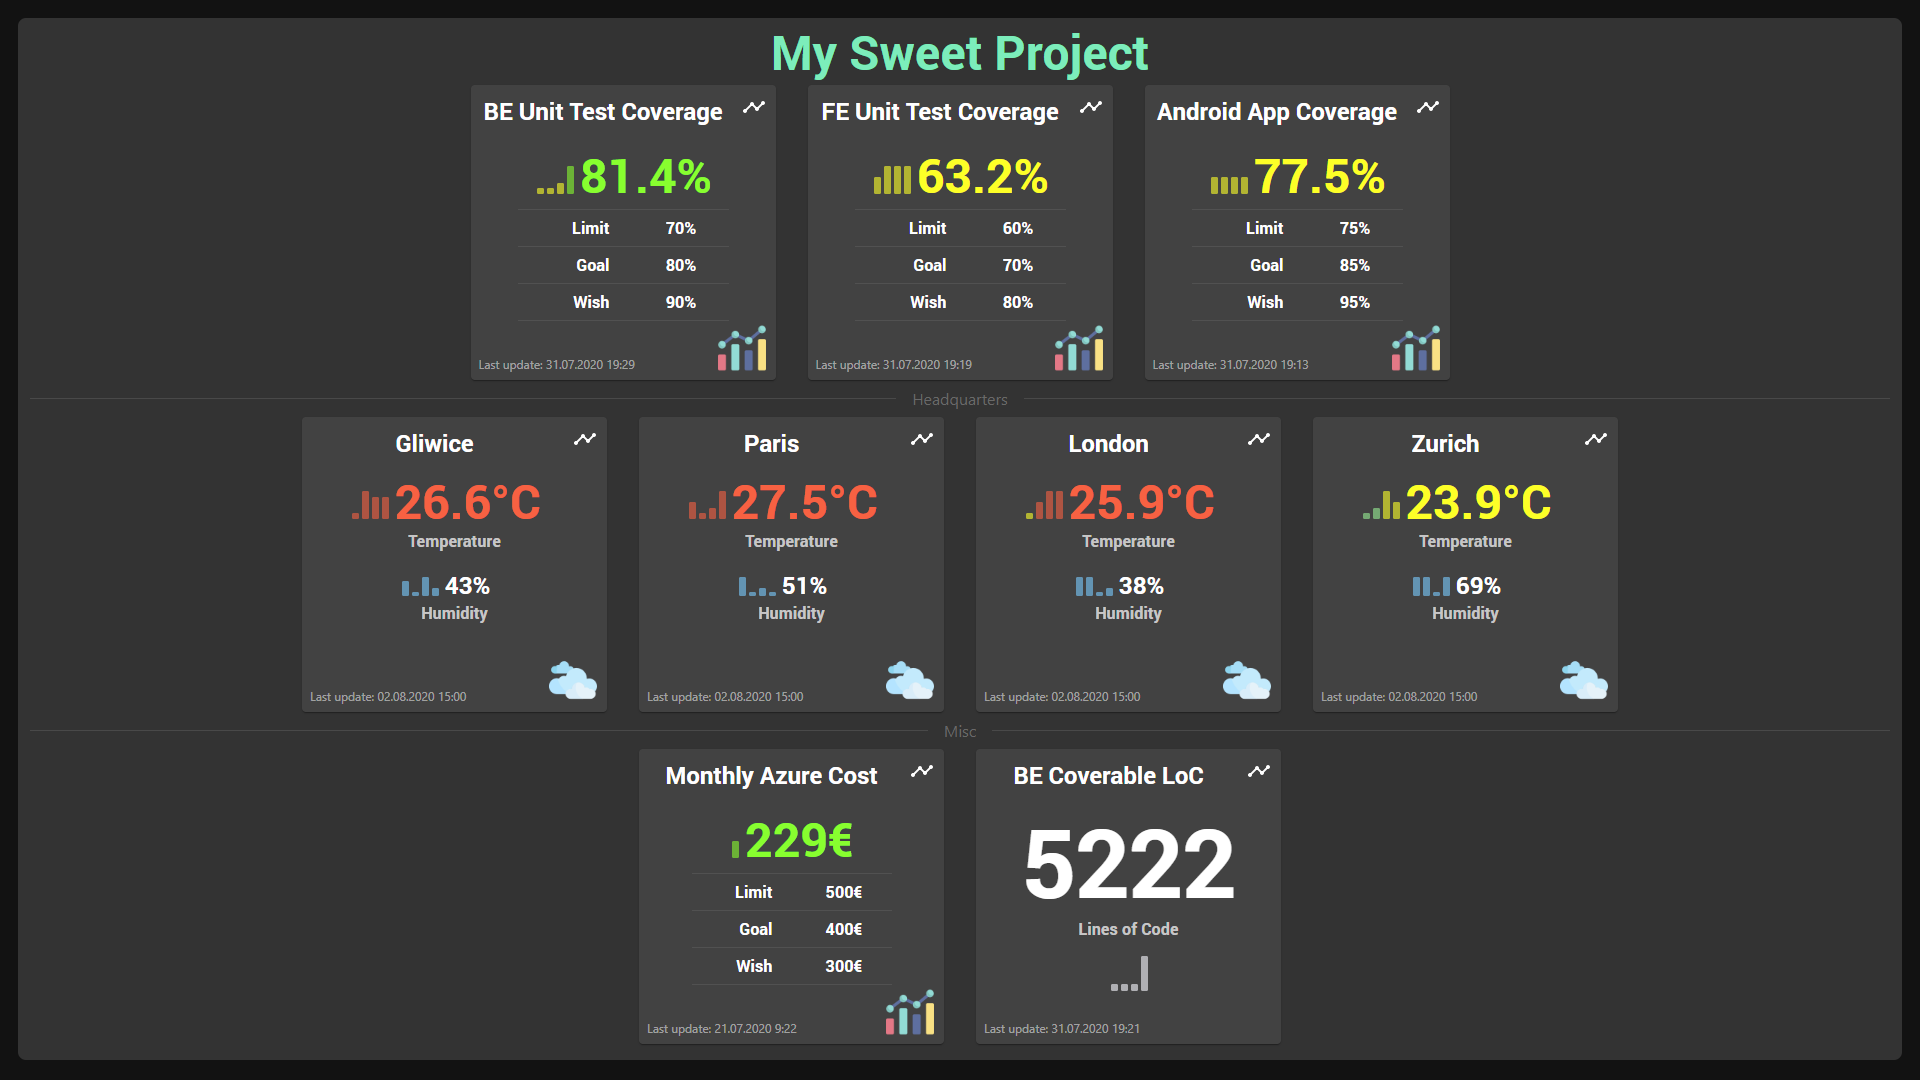 My Sweet Project
BE Unit Test Coverage
81.4%
Limit 70%
Goal 80%
Wish 90%
Last update: 31.07.2020 19:29
FE Unit Test Coverage
63.2%
Limit 60%
Goal 70%
Wish 80%
Last update: 31.07.2020 19:19
Android App Coverage
77.5%
Limit 75%
Goal 85%
Wish 95%
Last update: 31.07.2020 19:13
Headquarters
Gliwice
26.6°C
Temperature
43%
Humidity
Last update: 02.08.2020 15:00
Paris
27.5°C
Temperature
51%
Humidity
Last update: 02.08.2020 15:00
London
25.9°C
Temperature
38%
Humidity
Last update: 02.08.2020 15:00
Zurich
23.9°C
Temperature
69%
Humidity
Last update: 02.08.2020 15:00
Misc
Monthly Azure Cost
229€
Limit 500€
Goal 400€
Wish 300€
Last update: 21.07.2020 9:22
BE Coverable LoC
5222
Lines of Code
Last update: 31.07.2020 19:21